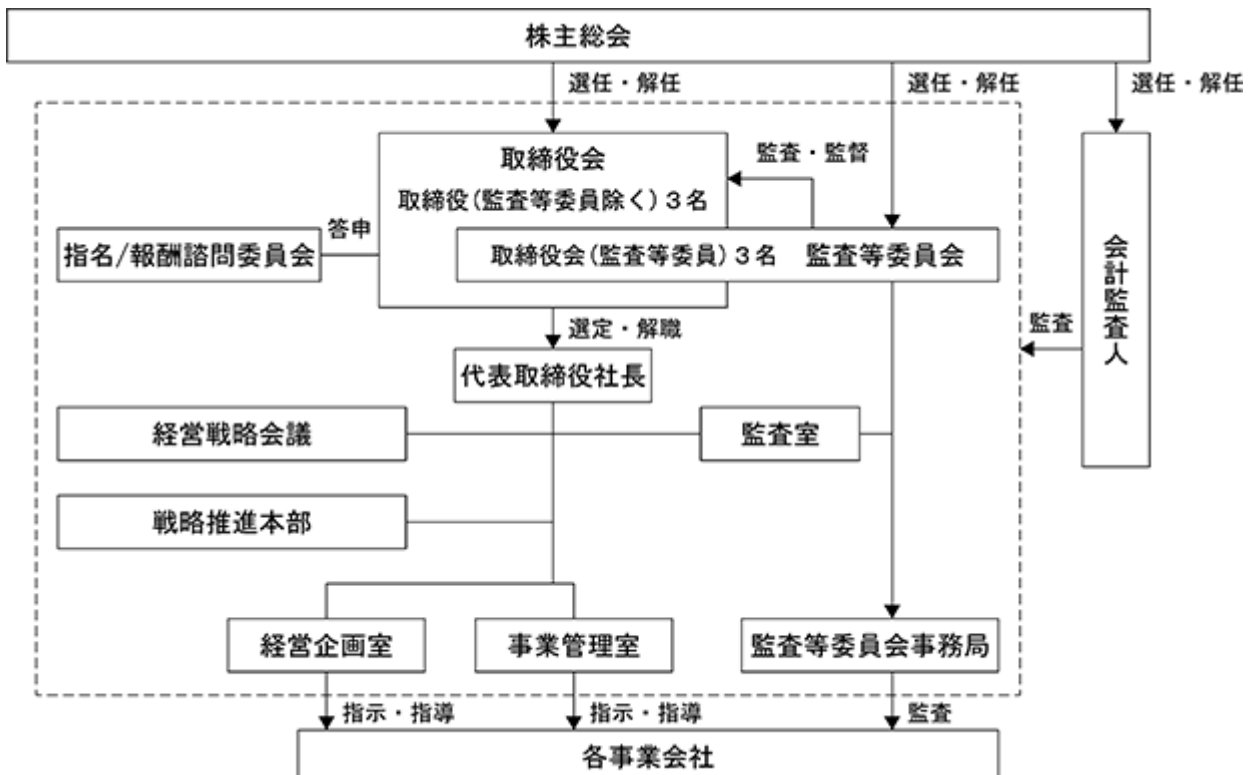 株主総会
選任・解任
選任・解任
選任・解任
取締役会
取締役(監査等委員除く)3名
監査・監督
答申
指名/報酬諮問委員会
取締役会(監査等委員)3名
監査等委員会
会計監査人
監査
選定・解職
代表取締役社長
経営戦略会議
監査室
戦略推進本部
経営企画室
事業管理室
監査等委員会事務局
指示・指導
指示・指導
監査
各事業会社